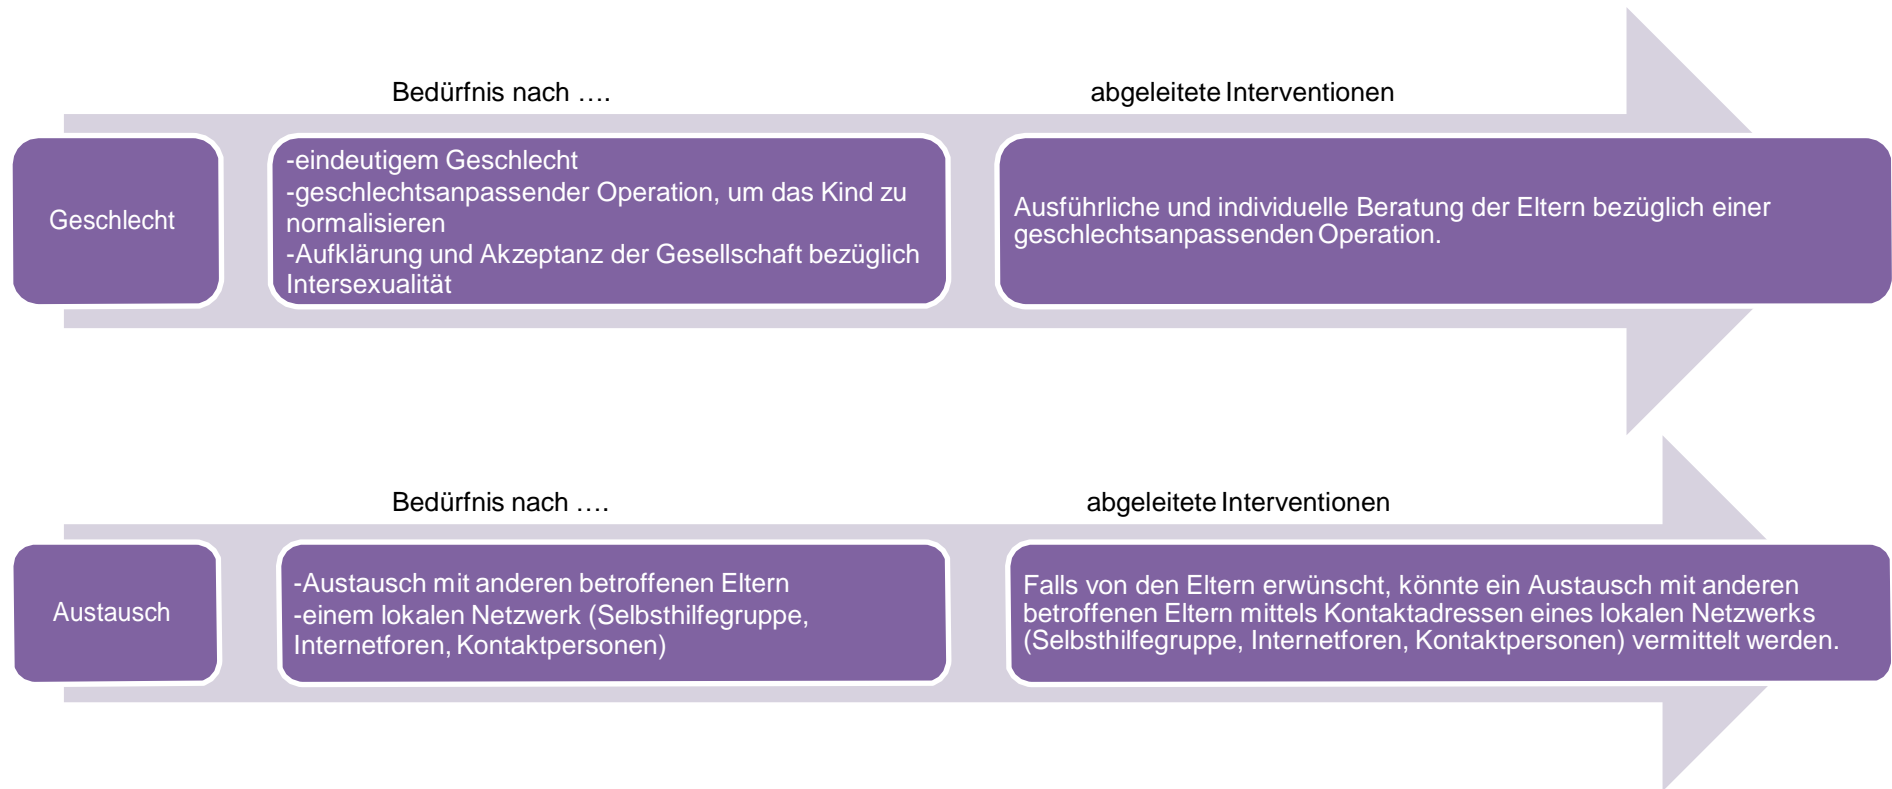 Bedürfnis nach ….
abgeleitete Interventionen
Geschlecht
-eindeutigem Geschlecht
-geschlechtsanpassender Operation, um das Kind zu
normalisieren
-Aufklärung und Akzeptanz der Gesellschaft bezüglich
Intersexualität
Ausführliche und individuelle Beratung der Eltern bezüglich einer
geschlechtsanpassenden Operation.
Bedürfnis nach ….
abgeleitete Interventionen
Austausch
-Austausch mit anderen betroffenen Eltern
-einem lokalen Netzwerk (Selbsthilfegruppe,
Internetforen, Kontaktpersonen)
Falls von den Eltern erwünscht, könnte ein Austausch mit anderen
betroffenen Eltern mittels Kontaktadressen eines lokalen Netzwerks
(Selbsthilfegruppe, Internetforen, Kontaktpersonen) vermittelt werden.